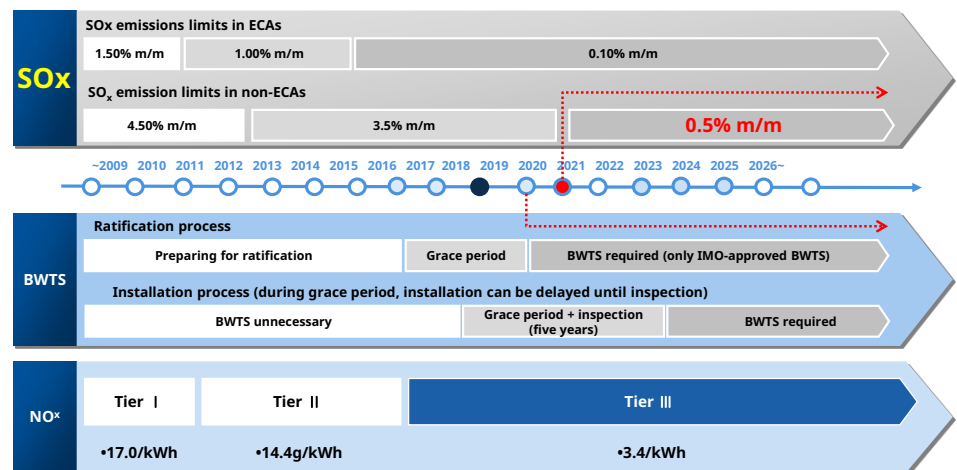 SOx
SOx emissions limits in ECAs
1.50% m/m 1.00% m/m 0.10% m/m
SOx emission limits in non-ECAs
4.50% m/m 3.5% m/m 0.5% m/m
~2009 2010 2011 2012 2013 2014 2015 2016 2017 2018 2019 2020 2021 2022 2023 2024 2025 2026~
BWTS
Ratification process
Preparing for ratification Grace period BWTS required (only IMO-approved BWTS)
Installation process (during grace period, installation can be delayed until inspection)
BWTS unnecessary Grace period + inspection
(five years) BWTS required
NOx
Tier Ⅰ Tier Ⅱ Tier Ⅲ
•17.0/kWh •14.4g/kWh •3.4/kWh